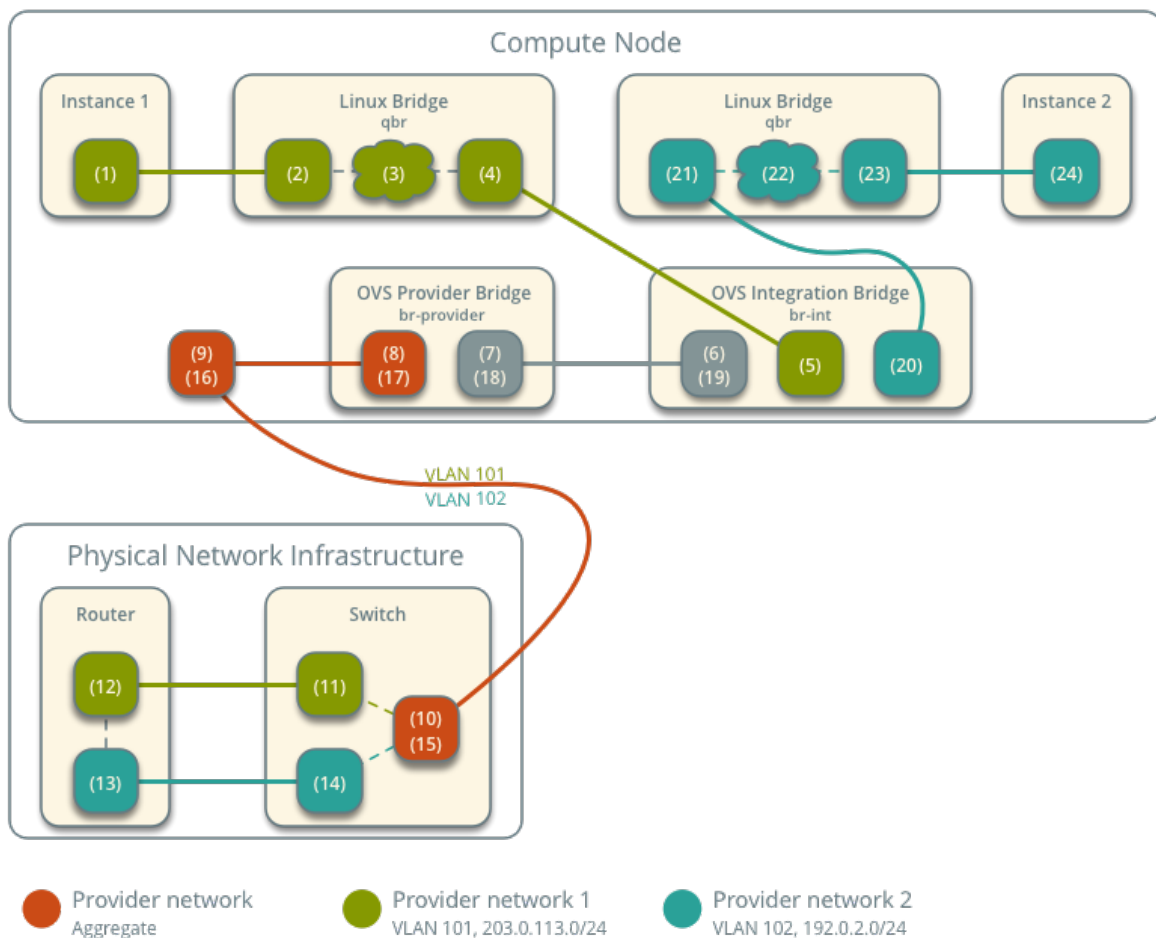 Compute Node
Instance 1
Linux Bridge
qbr
Linux Bridge
qbr
Instance 2
(1)
(2)
(3)
(4)
(21)
(22)
(23)
(24)
OVS Provider Bridge
br-provider
OVS Integration Bridge
br-int
(9)
(16)
(8)
(17)
(7)
(18)
(6)
(19)
(5)
(20)
VLAN 101
VLAN 102
Physical Network Infrastructure
Router
Switch
(12)
(11)
(10)
(15)
(13)
(14)
Provider network
Aggregate
Provider network 1
VLAN 101, 203.0.113.0/24
Provider network 2
VLAN 102, 192.0.2.0/24